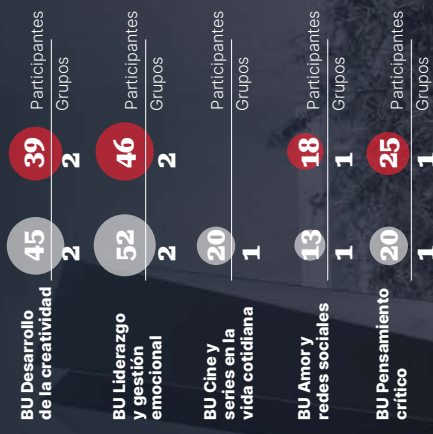 BU Desarrollo
de la creatividad
45
39
Participantes
2
2
Grupos
BU Liderazgo
y gestión
emocional
52
46
Participantes
2
2
Grupos
BU Cine y
series en la
vida cotidiana
20
Participantes
1
Grupos
BU Amor y
redes sociales
13
18
Participantes
1
1
Grupos
BU Pensamiento
crítico
20
25
Participantes
1
1
Grupos